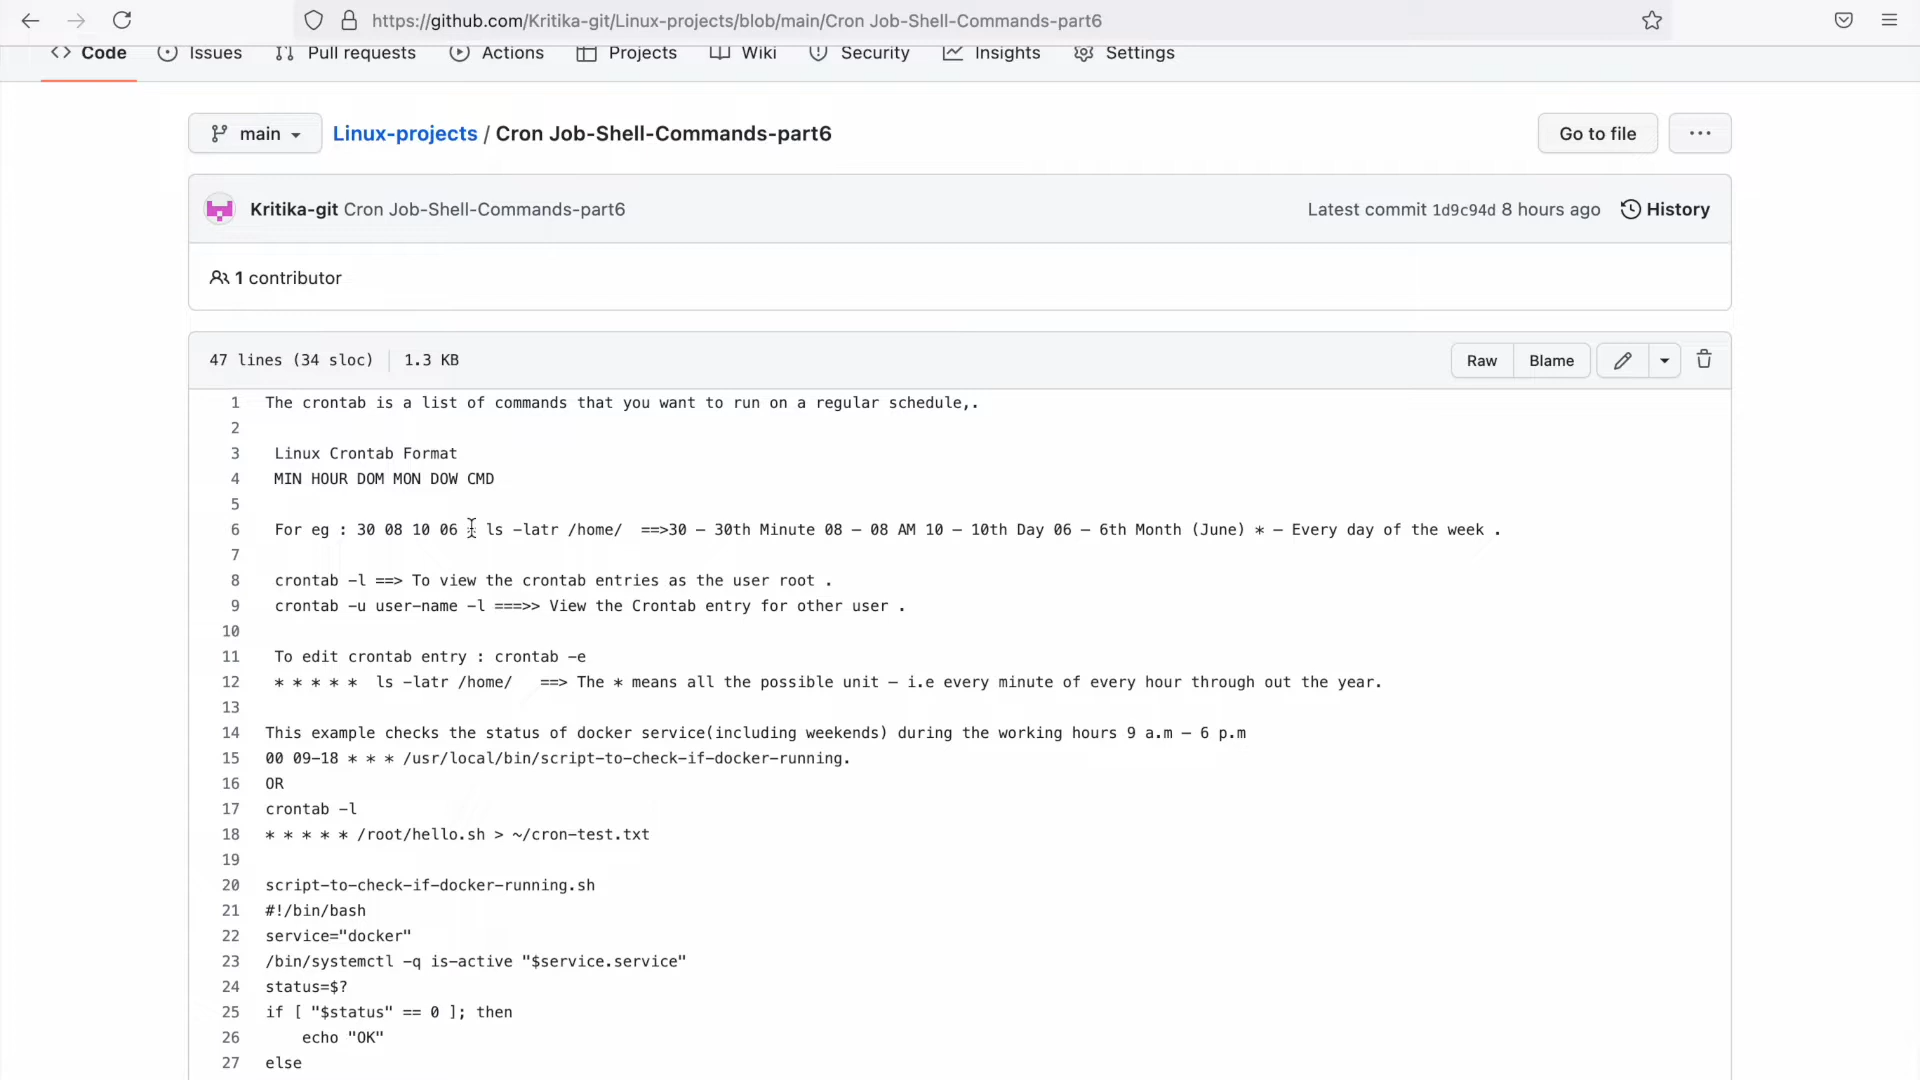 https://github.com/Kritika-git/Linux-projects/blob/main/Cron Job-Shell-Commands-part6
Code Issues Pull requests Actions Projects Wiki Security Insights Settings
main Linux-projects / Cron Job-Shell-Commands-part6 Go to file
Kritika-git Cron Job-Shell-Commands-part6 Latest commit 1d9c94d 8 hours ago History
1 contributor
47 lines (34 sloc) 1.3 KB Raw Blame
1 The crontab is a list of commands that you want to run on a regular schedule,.
2
3 Linux Crontab Format
4 MIN HOUR DOM MON DOW CMD
5
6 For eg : 30 08 10 06 ls -latr /home/ ==>30 – 30th Minute 08 – 08 AM 10 – 10th Day 06 – 6th Month (June) * – Every day of the week .
7
8 crontab -l ==> To view the crontab entries as the user root .
9 crontab -u user-name -l ===>> View the Crontab entry for other user .
10
11 To edit crontab entry : crontab -e
12 * * * * * ls -latr /home/ ==> The * means all the possible unit – i.e every minute of every hour through out the year.
13
14 This example checks the status of docker service(including weekends) during the working hours 9 a.m – 6 p.m
15 00 09-18 * * * /usr/local/bin/script-to-check-if-docker-running.
16 OR
17 crontab -l
18 * * * * * /root/hello.sh > ~/cron-test.txt
19
20 script-to-check-if-docker-running.sh
21 #!/bin/bash
22 service="docker"
23 /bin/systemctl -q is-active "$service.service"
24 status=$?
25 if [ "$status" == 0 ]; then
26 echo "OK"
27 else